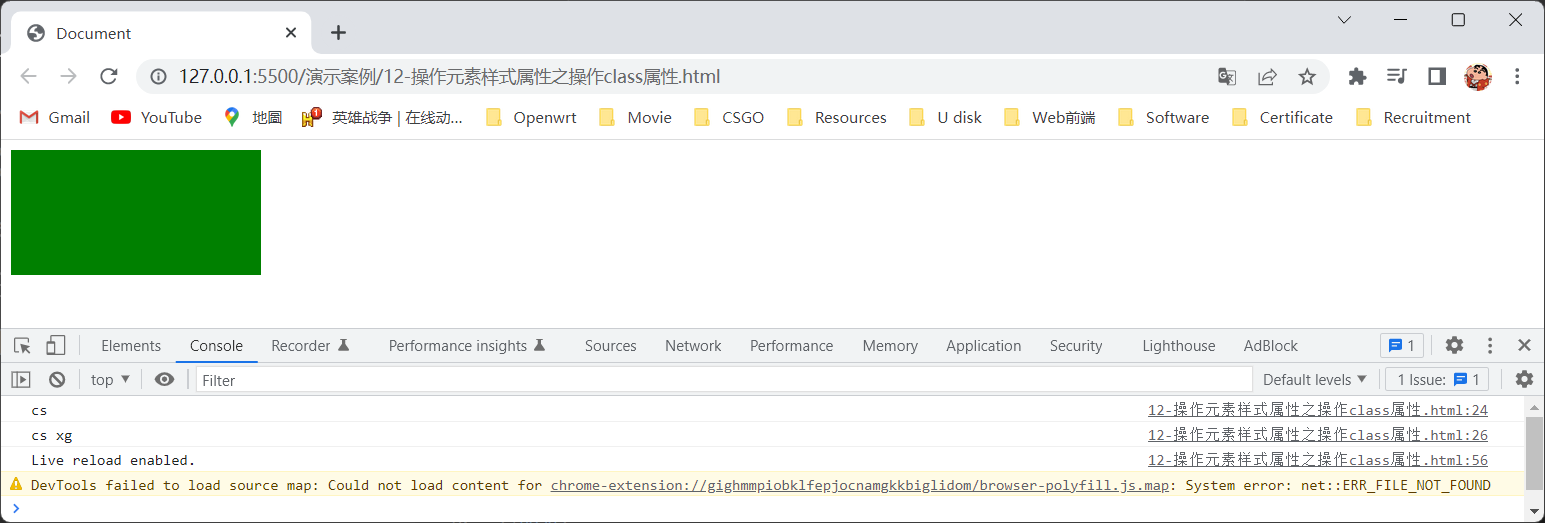 Document
127.0.0.1:5500/演示案例/12-操作元素样式属性之操作class属性.html
Gmail YouTube 地圖 英雄战争 | 在线动... Openwrt Movie CSGO Resources U disk Web前端 Software Certificate Recruitment
Elements Console Recorder Performance insights Sources Network Performance Memory Application Security Lighthouse AdBlock 1
top Filter Default levels 1 Issue: 1
cs 12-操作元素样式属性之操作class属性.html:24
cs xg 12-操作元素样式属性之操作class属性.html:26
Live reload enabled. 12-操作元素样式属性之操作class属性.html:56
DevTools failed to load source map: Could not load content for chrome-extension://gighmmpiobklfepjocnamgkkbiglidom/browser-polyfill.js.map: System error: net::ERR_FILE_NOT_FOUND